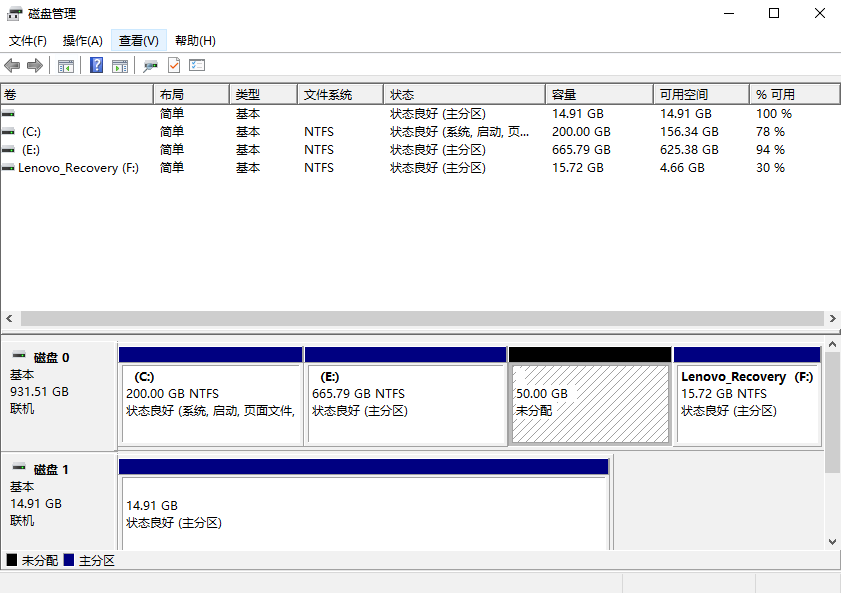 磁盘管理
文件(F) 操作(A) 查看(V) 帮助(H)
卷 布局 类型 文件系统 状态 容量 可用空间 % 可用
简单 基本 状态良好 (主分区) 14.91 GB 14.91 GB 100 %
(C:) 简单 基本 NTFS 状态良好 (系统, 启动, 页... 200.00 GB 156.34 GB 78 %
(E:) 简单 基本 NTFS 状态良好 (主分区) 665.79 GB 625.38 GB 94 %
Lenovo_Recovery (F:) 简单 基本 NTFS 状态良好 (主分区) 15.72 GB 4.66 GB 30 %
磁盘 0
基本
931.51 GB
联机
(C:)
200.00 GB NTFS
状态良好 (系统, 启动, 页面文件,
(E:)
665.79 GB NTFS
状态良好 (主分区)
50.00 GB
未分配
Lenovo_Recovery (F:)
15.72 GB NTFS
状态良好 (主分区)
磁盘 1
基本
14.91 GB
联机
14.91 GB
状态良好 (主分区)
未分配 主分区